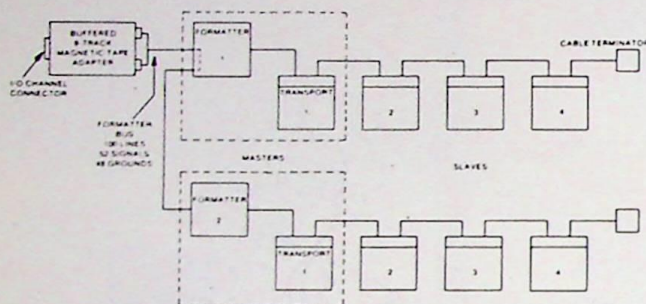 BUFFERED
9-TRACK
MAGNETIC TAPE
ADAPTER
I/O CHANNEL
CONNECTOR
FORMATTER
BUS
100 LINES
52 SIGNALS
48 GROUNDS
FORMATTER
1
TRANSPORT
1
2
3
4
CABLE TERMINATOR
MASTERS
SLAVES
FORMATTER
2
TRANSPORT
1
2
3
4